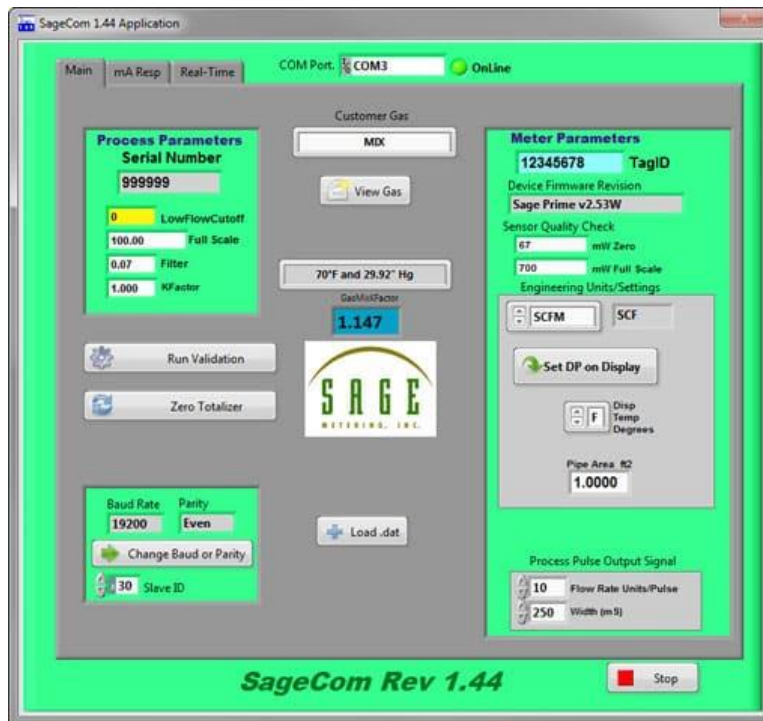 SageCom 1.44 Application
Main
mA Resp
Real-Time
COM Port.
COM3
OnLine
Process Parameters
Serial Number
999999
0
LowFlowCutoff
100.00
Full Scale
0.07
Filter
1.000
KFactor
Run Validation
Zero Totalizer
Baud Rate
Parity
19200
Even
Change Baud or Parity
30
Slave ID
Customer Gas
MIX
View Gas
70°F and 29.92" Hg
GasMixKFactor
1.147
SAGE
METERING, INC.
Load .dat
Meter Parameters
12345678
TagID
Device Firmware Revision
Sage Prime v2.53W
Sensor Quality Check
67
mW Zero
700
mW Full Scale
Engineering Units/Settings
SCFM
SCF
Set DP on Display
F
Disp
Temp
Degrees
Pipe Area ft2
1.0000
Process Pulse Output Signal
10
Flow Rate Units/Pulse
250
Width (mS)
SageCom Rev 1.44
Stop